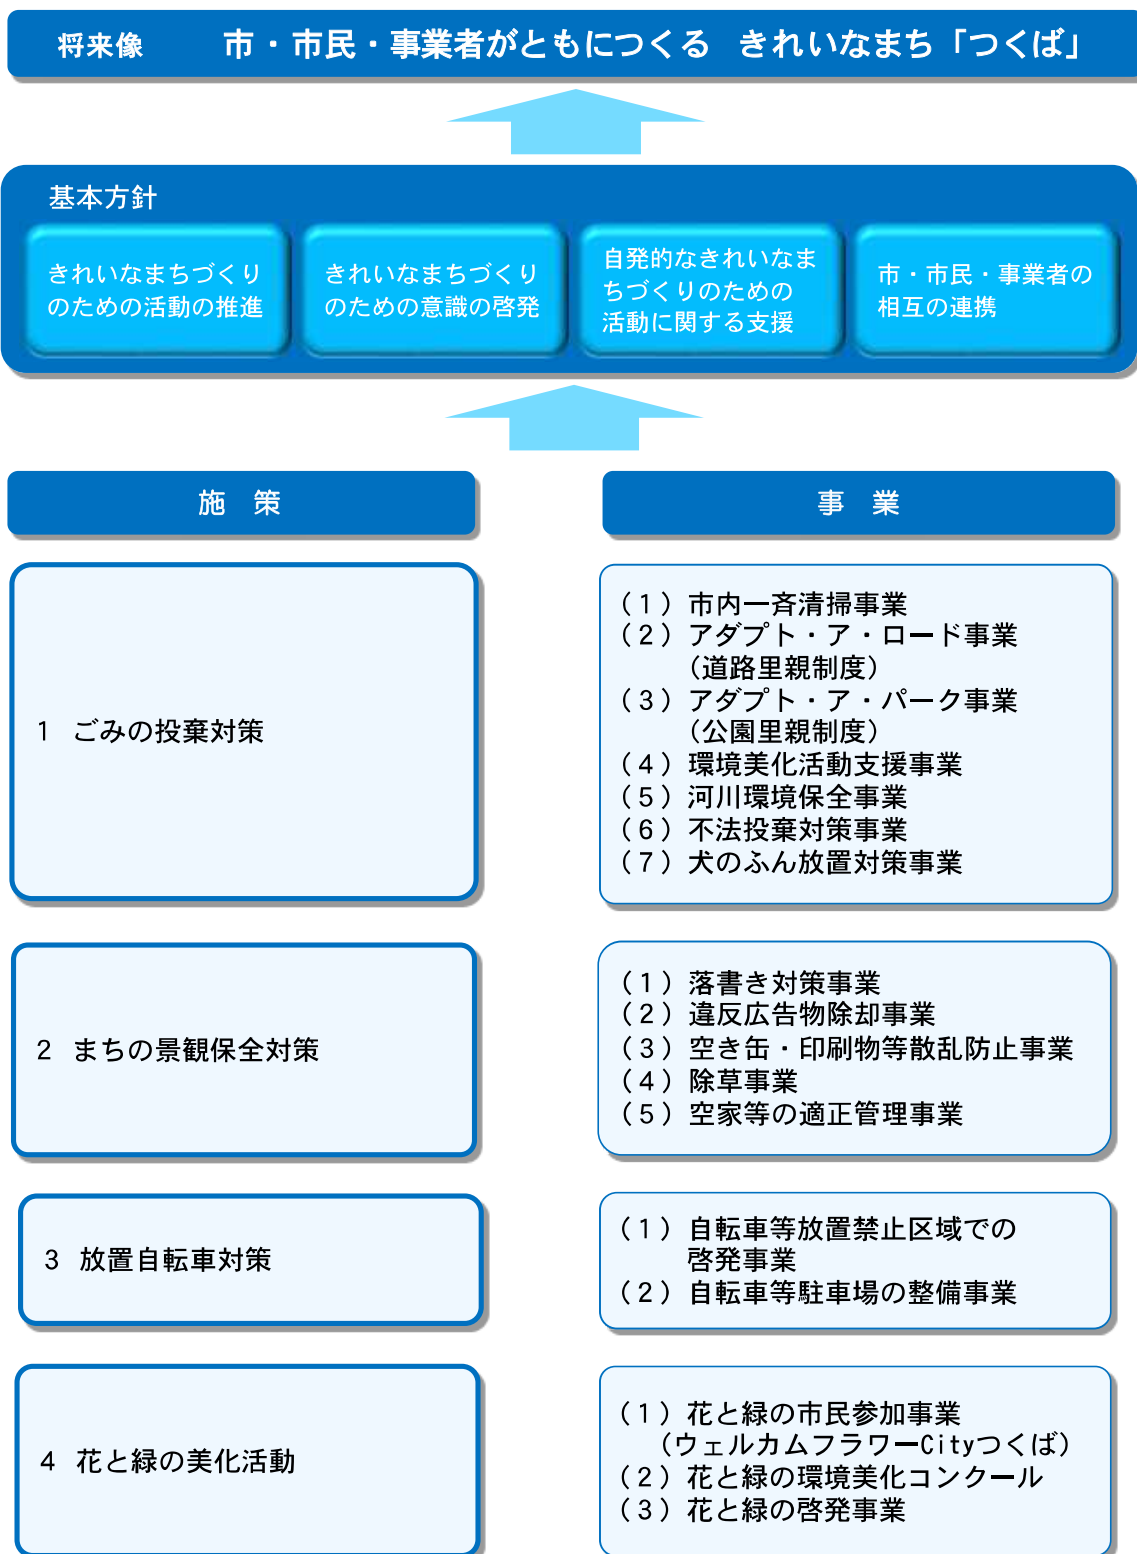 将来像　市・市民・事業者がともにつくる　きれいなまち「つくば」
基本方針
きれいなまちづくり
のための活動の推進
きれいなまちづくり
のための意識の啓発
自発的なきれいなま
ちづくりのための
活動に関する支援
市・市民・事業者の
相互の連携
施　策
事　業
1　ごみの投棄対策
（1）市内一斉清掃事業
（2）アダプト・ア・ロード事業
（道路里親制度）
（3）アダプト・ア・パーク事業
（公園里親制度）
（4）環境美化活動支援事業
（5）河川環境保全事業
（6）不法投棄対策事業
（7）犬のふん放置対策事業
2　まちの景観保全対策
（1）落書き対策事業
（2）違反広告物除却事業
（3）空き缶・印刷物等散乱防止事業
（4）除草事業
（5）空家等の適正管理事業
3　放置自転車対策
（1）自転車等放置禁止区域での
啓発事業
（2）自転車等駐車場の整備事業
4　花と緑の美化活動
（1）花と緑の市民参加事業
（ウェルカムフラワーCityつくば）
（2）花と緑の環境美化コンクール
（3）花と緑の啓発事業